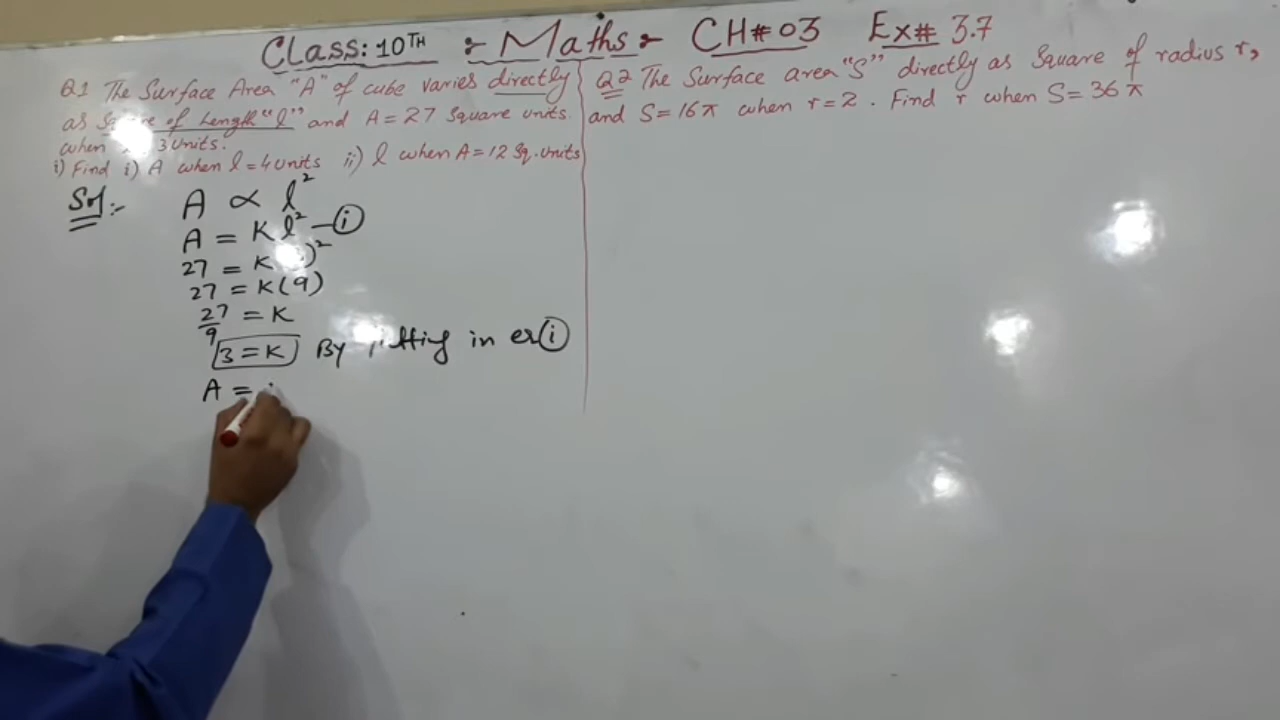 Class: 10TH :- Maths :- CH# 03 Ex# 3.7
Q1 The Surface Area "A" of cube varies directly
as Square of Length "l" and A = 27 Square units.
when 3 units.
i) Find i) A when l = 4 units ii) l when A = 12 Sq. units
Q2 The Surface area "S" directly as Square of radius r,
and S = 16π when r = 2. Find r when S = 36π
Sol:-
A ∝ l²
A = K l² — (i)
27 = K )²
27 = K(9)
27/9 = K
3 = K By putting in er (i)
A =